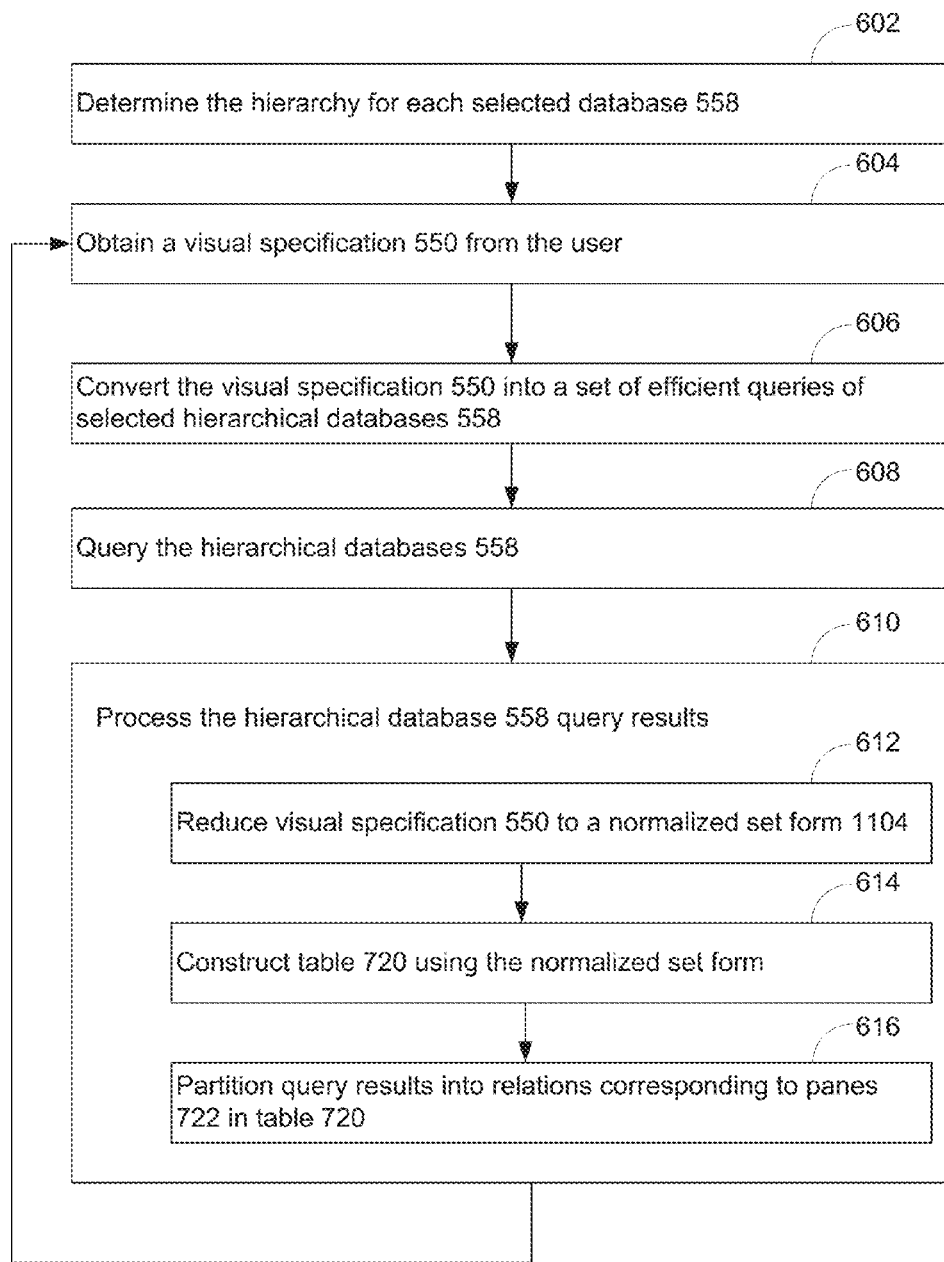 602
Determine the hierarchy for each selected database 558
604
Obtain a visual specification 550 from the user
606
Convert the visual specification 550 into a set of efficient queries of
selected hierarchical databases 558
608
Query the hierarchical databases 558
610
Process the hierarchical database 558 query results
612
Reduce visual specification 550 to a normalized set form 1104
614
Construct table 720 using the normalized set form
616
Partition query results into relations corresponding to panes
722 in table 720